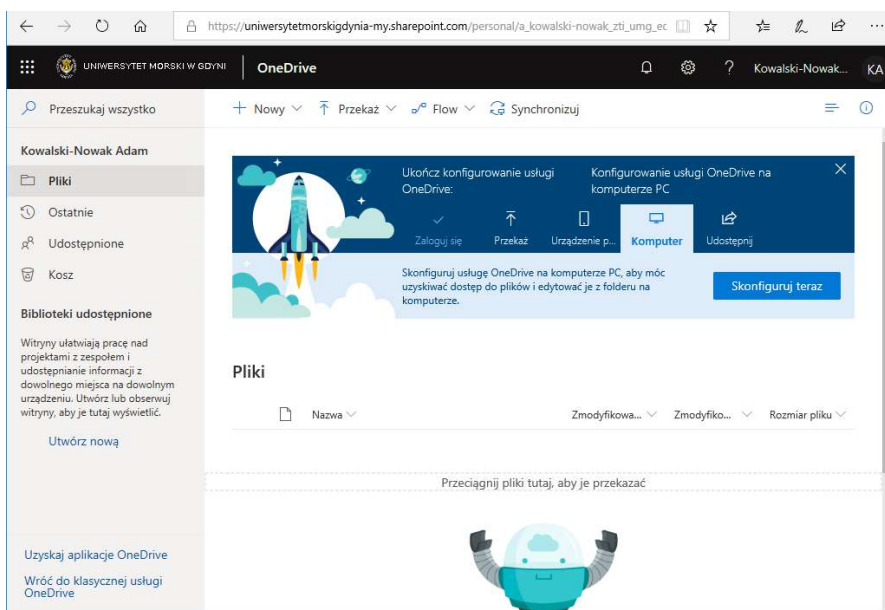 https://uniwersytetmorskigdynia-my.sharepoint.com/personal/a_kowalski-nowak_zti_umg_ec
UNIWERSYTET MORSKI W GDYNI
OneDrive
?
Kowalski-Nowak...
KA
Przeszukaj wszystko
Nowy
Przekaż
Flow
Synchronizuj
Kowalski-Nowak Adam
Pliki
Ostatnie
Udostępnione
Kosz
Biblioteki udostępnione
Witryny ułatwiają pracę nad
projektami z zespołem i
udostępnianie informacji z
dowolnego miejsca na dowolnym
urządzeniu. Utwórz lub obserwuj
witryny, aby je tutaj wyświetlić.
Utwórz nową
Uzyskaj aplikacje OneDrive
Wróć do klasycznej usługi
OneDrive
Ukończ konfigurowanie usługi
OneDrive:
Konfigurowanie usługi OneDrive na
komputerze PC
Zaloguj się
Przekaż
Urządzenie p...
Komputer
Udostępnij
Skonfiguruj usługę OneDrive na komputerze PC, aby móc
uzyskiwać dostęp do plików i edytować je z folderu na
komputerze.
Skonfiguruj teraz
Pliki
Nazwa
Zmodyfikowa...
Zmodyfiko...
Rozmiar pliku
Przeciągnij pliki tutaj, aby je przekazać